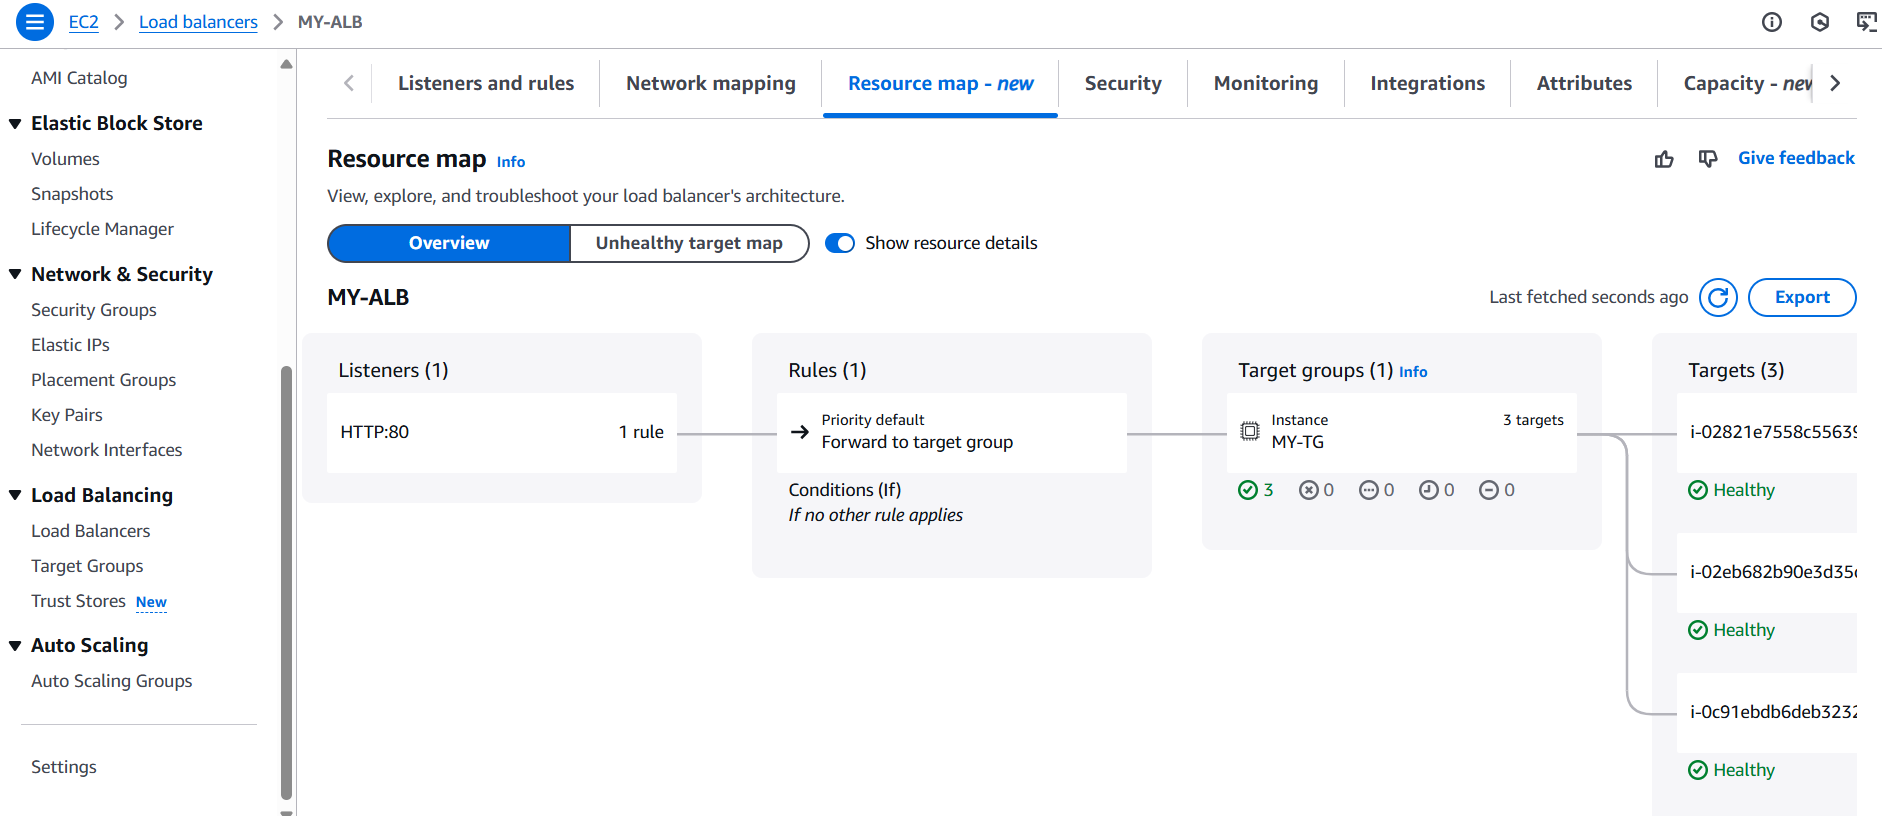 EC2 > Load balancers > MY-ALB
AMI Catalog
Elastic Block Store
Volumes
Snapshots
Lifecycle Manager
Network & Security
Security Groups
Elastic IPs
Placement Groups
Key Pairs
Network Interfaces
Load Balancing
Load Balancers
Target Groups
Trust Stores New
Auto Scaling
Auto Scaling Groups
Settings
Listeners and rules Network mapping Resource map - new Security Monitoring Integrations Attributes Capacity - new
Resource map Info
Give feedback
View, explore, and troubleshoot your load balancer's architecture.
Overview Unhealthy target map Show resource details
MY-ALB
Last fetched seconds ago Export
Listeners (1)
HTTP:80 1 rule
Rules (1)
Priority default
Forward to target group
Conditions (If)
If no other rule applies
Target groups (1) Info
Instance 3 targets
MY-TG
3 0 0 0 0
Targets (3)
i-02821e7558c5563
Healthy
i-02eb682b90e3d35
Healthy
i-0c91ebdb6deb323
Healthy